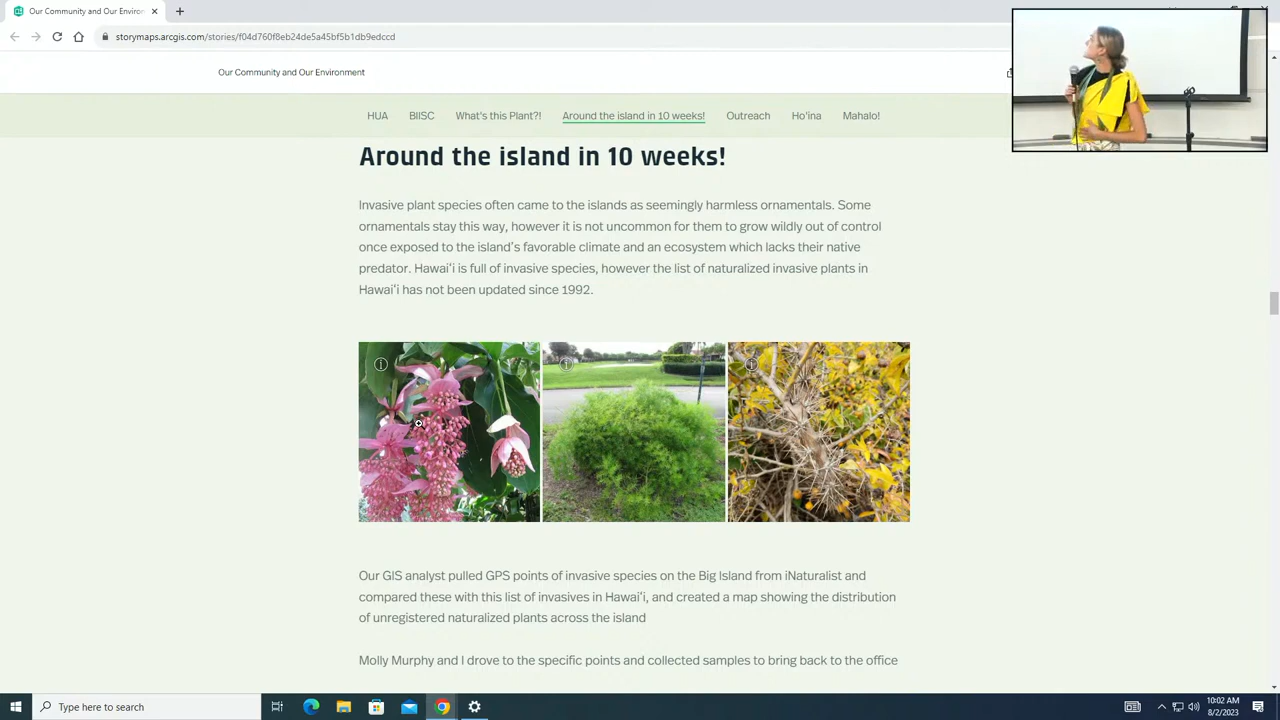 Our Community and Our Environ
storymaps.arcgis.com/stories/f04d760f8eb24de5a45bf5b1db9edccd
Our Community and Our Environment
HUA BIISC What's this Plant?! Around the island in 10 weeks! Outreach Ho'ina Mahalo!
Around the island in 10 weeks!
Invasive plant species often came to the islands as seemingly harmless ornamentals. Some
ornamentals stay this way, however it is not uncommon for them to grow wildly out of control
once exposed to the island's favorable climate and an ecosystem which lacks their native
predator. Hawaiʻi is full of invasive species, however the list of naturalized invasive plants in
Hawaiʻi has not been updated since 1992.
Our GIS analyst pulled GPS points of invasive species on the Big Island from iNaturalist and
compared these with this list of invasives in Hawai'i, and created a map showing the distribution
of unregistered naturalized plants across the island
Molly Murphy and I drove to the specific points and collected samples to bring back to the office
Type here to search
10:02 AM
8/2/2023